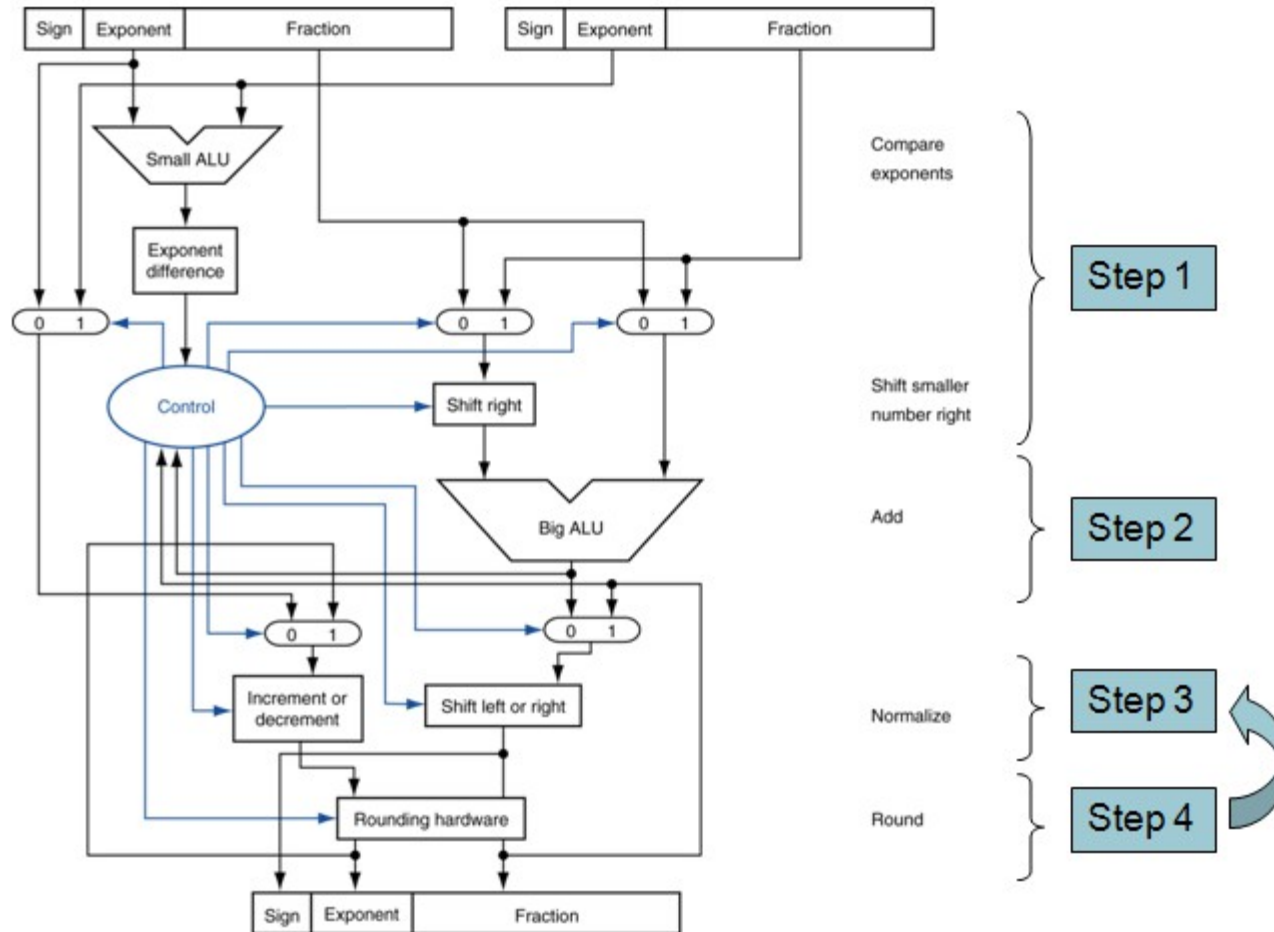 Sign Exponent Fraction
Sign Exponent Fraction
Small ALU
Compare
exponents
Exponent
difference
Step 1
0 1
0 1
0 1
Control
Shift right
Shift smaller
number right
Big ALU
Add
Step 2
0 1
0 1
Increment or
decrement
Shift left or right
Normalize
Step 3
Rounding hardware
Round
Step 4
Sign Exponent Fraction